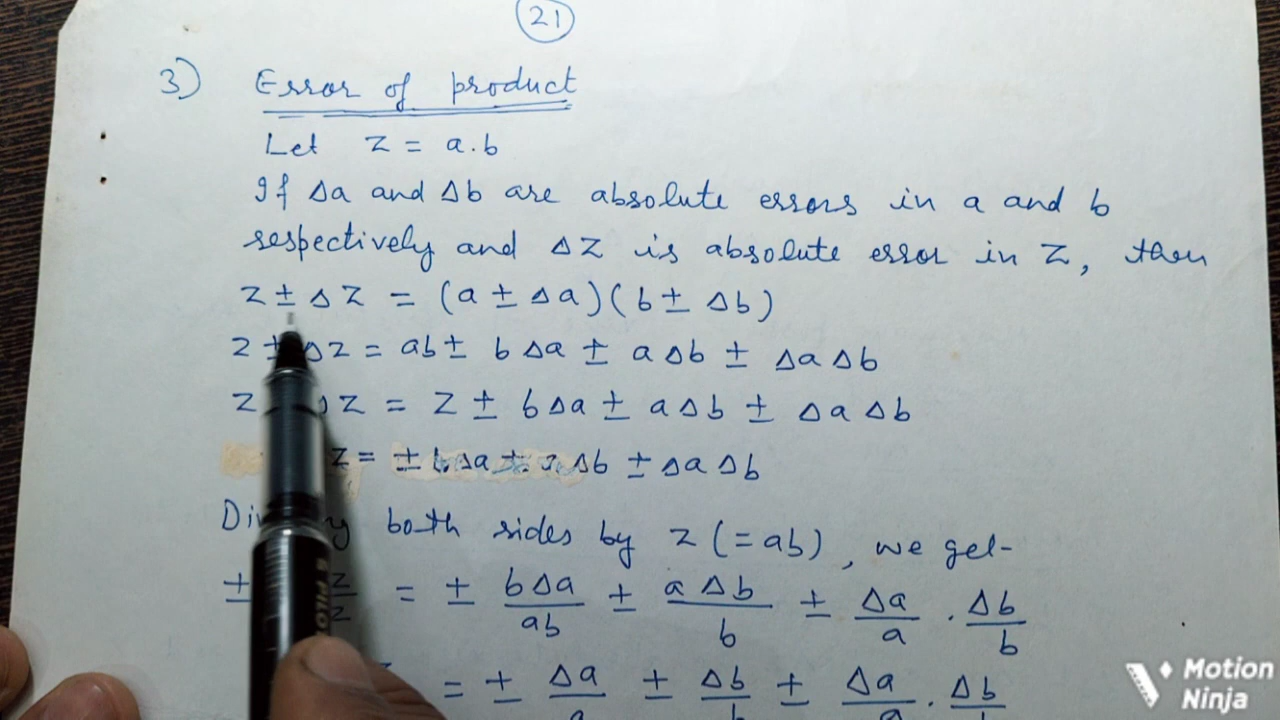 21
3) Error of product
Let Z = a.b
If Δa and Δb are absolute errors in a and b
respectively and ΔZ is absolute error in Z, then
Z ± ΔZ = (a ± Δa)(b ± Δb)
Z ± ΔZ = ab ± bΔa ± aΔb ± ΔaΔb
Z ΔZ = Z ± bΔa ± aΔb ± ΔaΔb
Z = ± bΔa ± aΔb ± ΔaΔb
both sides by Z (= ab), we get
± Z/Z = ± bΔa/ab ± aΔb/b ± Δa/a . Δb/b
= ± Δa/a ± Δb/b ± Δa/a . Δb/b
Motion
Ninja